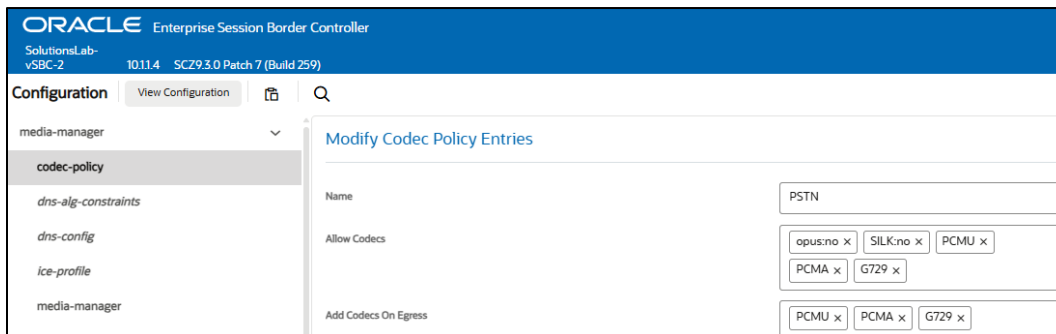 ORACLE Enterprise Session Border Controller
SolutionsLab-
vSBC-2 10.1.1.4 SCZ9.3.0 Patch 7 (Build 259)
Configuration View Configuration
media-manager
Modify Codec Policy Entries
codec-policy
dns-alg-constraints
Name PSTN
dns-config
Allow Codecs opus:no × SILK:no × PCMU ×
ice-profile
PCMA × G729 ×
media-manager
Add Codecs On Egress PCMU × PCMA × G729 ×